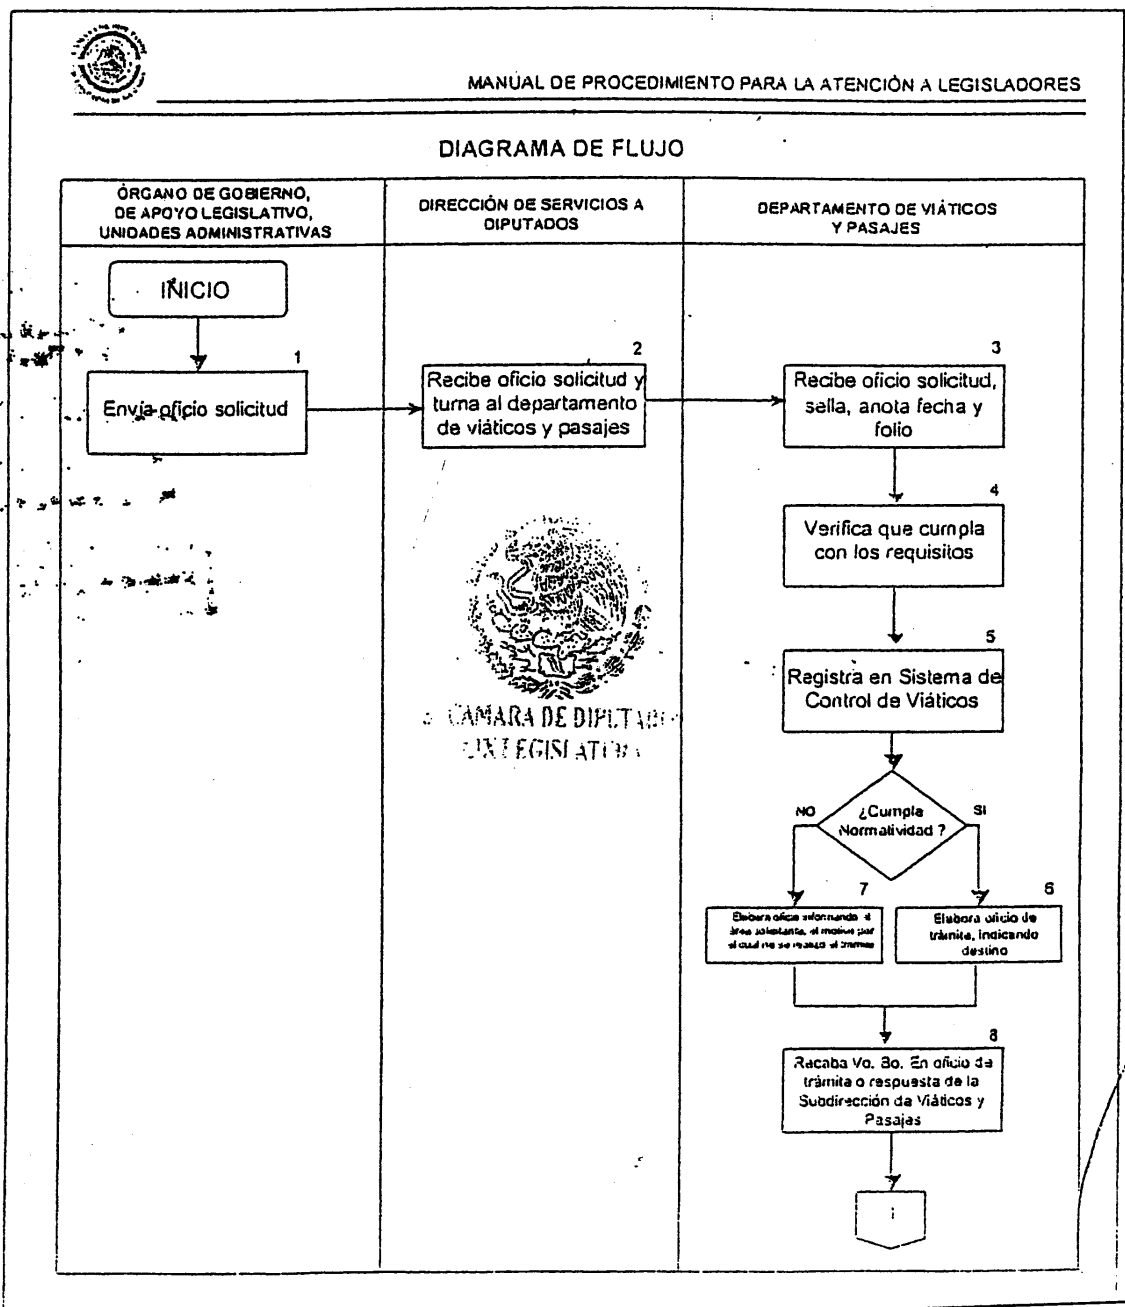 MANUAL DE PROCEDIMIENTO PARA LA ATENCIÓN A LEGISLADORES
DIAGRAMA DE FLUJO
ÓRGANO DE GOBIERNO,
DE APOYO LEGISLATIVO,
UNIDADES ADMINISTRATIVAS
DIRECCIÓN DE SERVICIOS A
DIPUTADOS
DEPARTAMENTO DE VIÁTICOS
Y PASAJES
INICIO
1
Envía oficio solicitud
2
Recibe oficio solicitud y
turna al departamento
de viáticos y pasajes
3
Recibe oficio solicitud,
sella, anota fecha y
folio
4
Verifica que cumpla
con los requisitos
5
Registra en Sistema de
Control de Viáticos
CAMARA DE DIPUTADOS
LEGISLATURA
¿Cumple
Normatividad ?
NO
SI
7
Elabora oficio informando al
área solicitante, el motivo por
el cual no se realizo el trámite
6
Elabora oficio de
trámite, indicando
destino
8
Recaba Vo. Bo. En oficio de
trámite o respuesta de la
Subdirección de Viáticos y
Pasajes